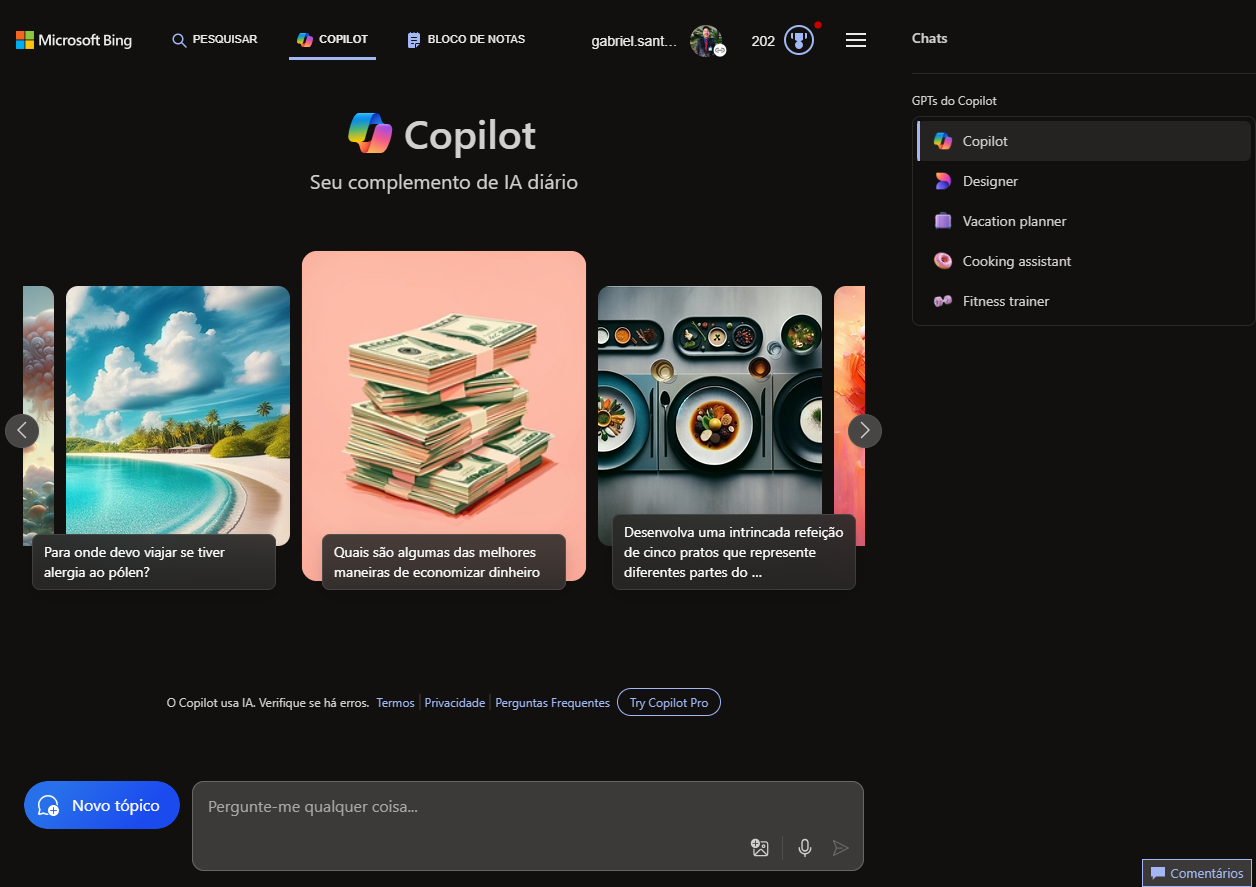 Microsoft Bing
PESQUISAR
COPILOT
BLOCO DE NOTAS
gabriel.sant...
202
Copilot
Seu complemento de IA diário
Para onde devo viajar se tiver
alergia ao pólen?
Quais são algumas das melhores
maneiras de economizar dinheiro
Desenvolva uma intrincada refeição
de cinco pratos que represente
diferentes partes do ...
O Copilot usa IA. Verifique se há erros. Termos Privacidade Perguntas Frequentes Try Copilot Pro
Novo tópico
Pergunte-me qualquer coisa...
Chats
GPTs do Copilot
Copilot
Designer
Vacation planner
Cooking assistant
Fitness trainer
Comentários